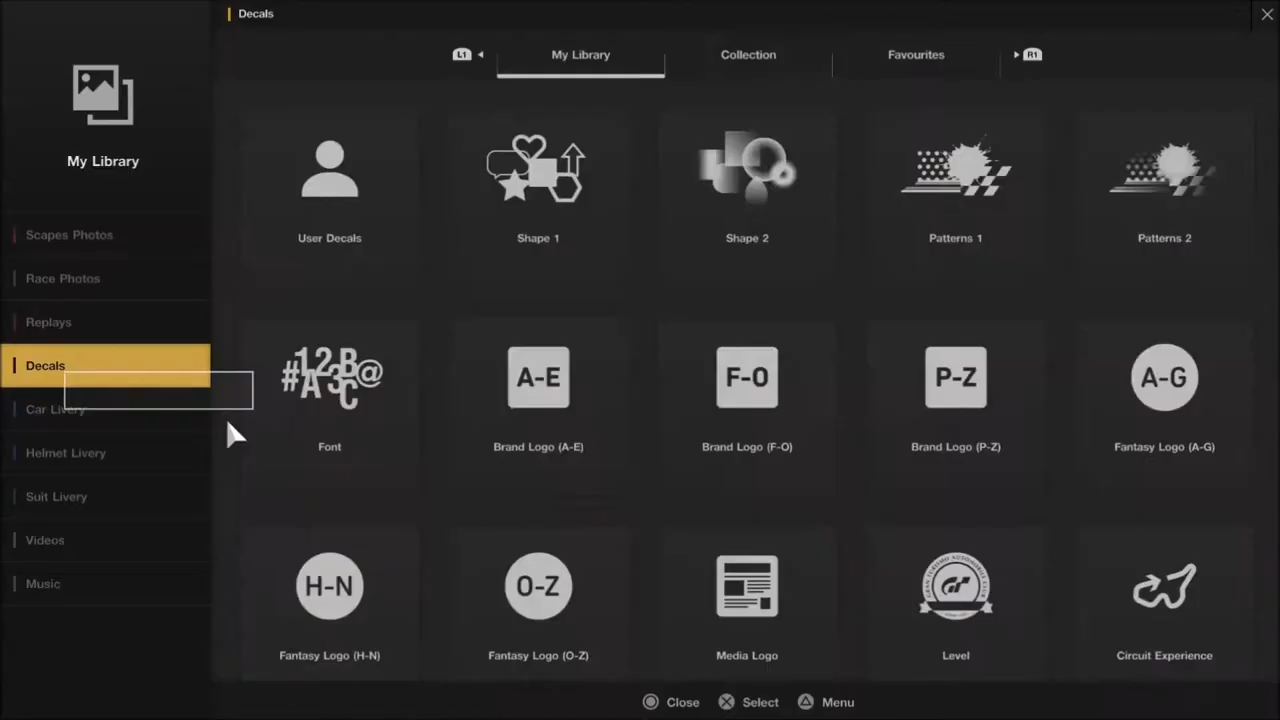 Decals
L1
My Library
Collection
Favourites
R1
My Library
Scapes Photos
Race Photos
Replays
Decals
Car Livery
Helmet Livery
Suit Livery
Videos
Music
User Decals
Shape 1
Shape 2
Patterns 1
Patterns 2
#123BC@A
Font
A-E
Brand Logo (A-E)
F-O
Brand Logo (F-O)
P-Z
Brand Logo (P-Z)
A-G
Fantasy Logo (A-G)
H-N
Fantasy Logo (H-N)
O-Z
Fantasy Logo (O-Z)
Media Logo
Level
Circuit Experience
Close
Select
Menu